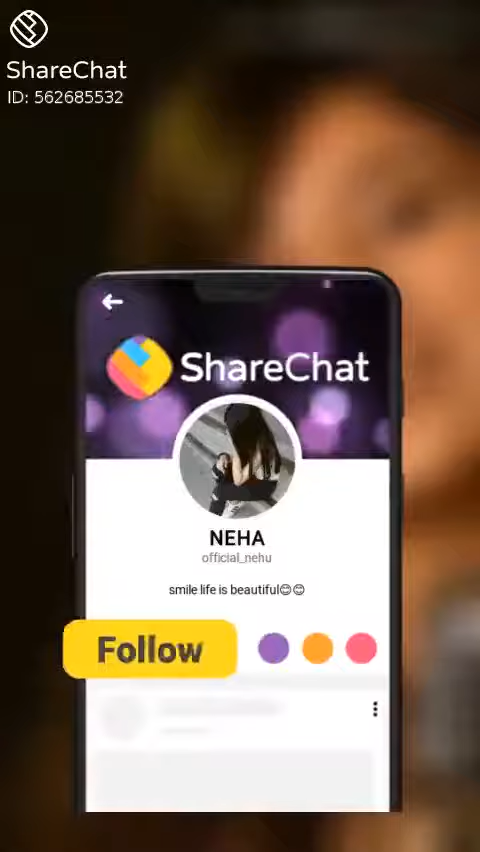 ShareChat
ID: 562685532
ShareChat
NEHA
official_nehu
smile life is beautiful😊😊
Follow